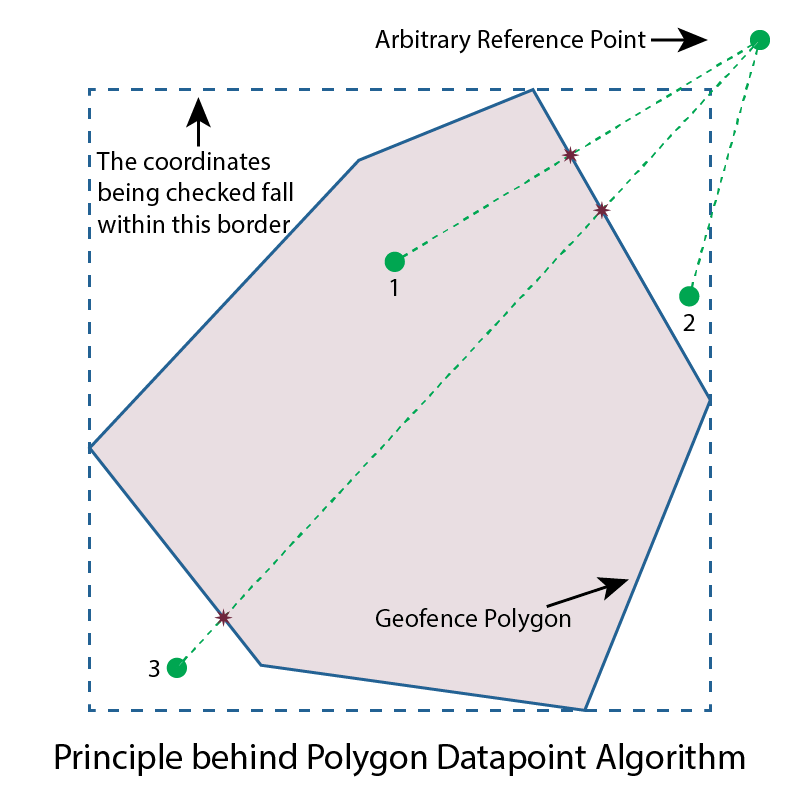 Arbitrary Reference Point
The coordinates
being checked fall
within this border
1
2
Geofence Polygon
3
Principle behind Polygon Datapoint Algorithm